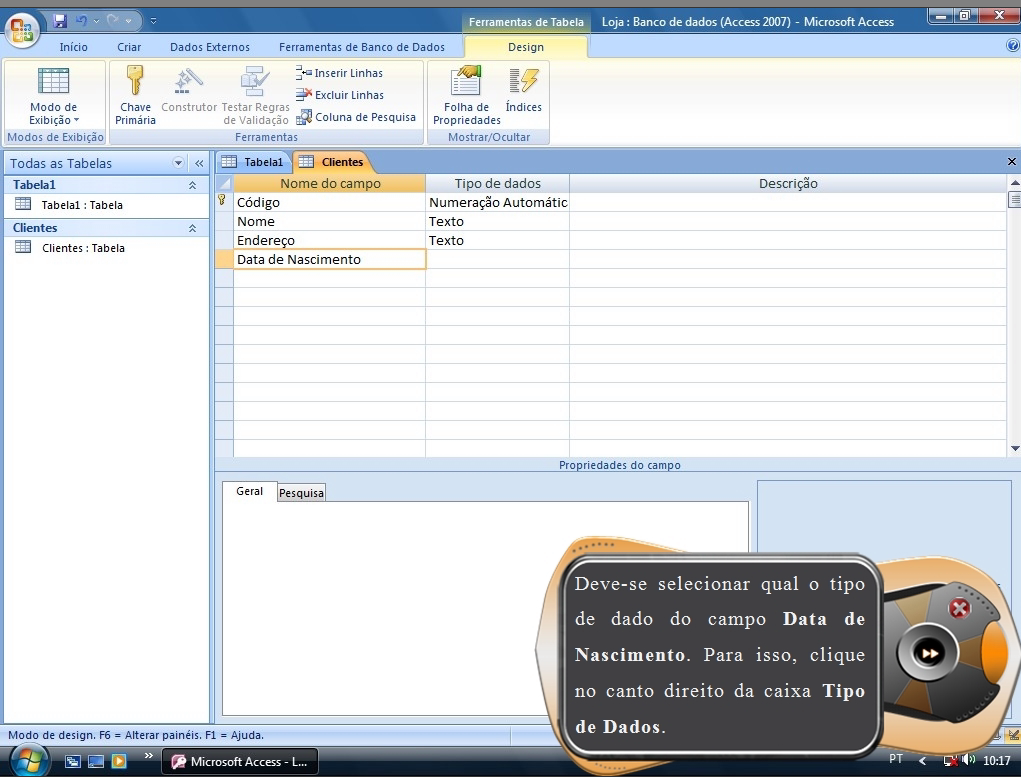 Ferramentas de Tabela
Loja : Banco de dados (Access 2007) - Microsoft Access
Início Criar Dados Externos Ferramentas de Banco de Dados Design
Modo de Exibição
Modos de Exibição
Chave Primária
Construtor
Testar Regras de Validação
Inserir Linhas
Excluir Linhas
Coluna de Pesquisa
Ferramentas
Folha de Propriedades
Índices
Mostrar/Ocultar
Todas as Tabelas
Tabela1
Tabela1 : Tabela
Clientes
Clientes : Tabela
Tabela1 Clientes
Nome do campo Tipo de dados Descrição
Código Numeração Automátic
Nome Texto
Endereço Texto
Data de Nascimento
Propriedades do campo
Geral Pesquisa
Deve-se selecionar qual o tipo
de dado do campo Data de
Nascimento. Para isso, clique
no canto direito da caixa Tipo
de Dados.
Modo de design. F6 = Alterar painéis. F1 = Ajuda.
Microsoft Access - L...
PT
10:17